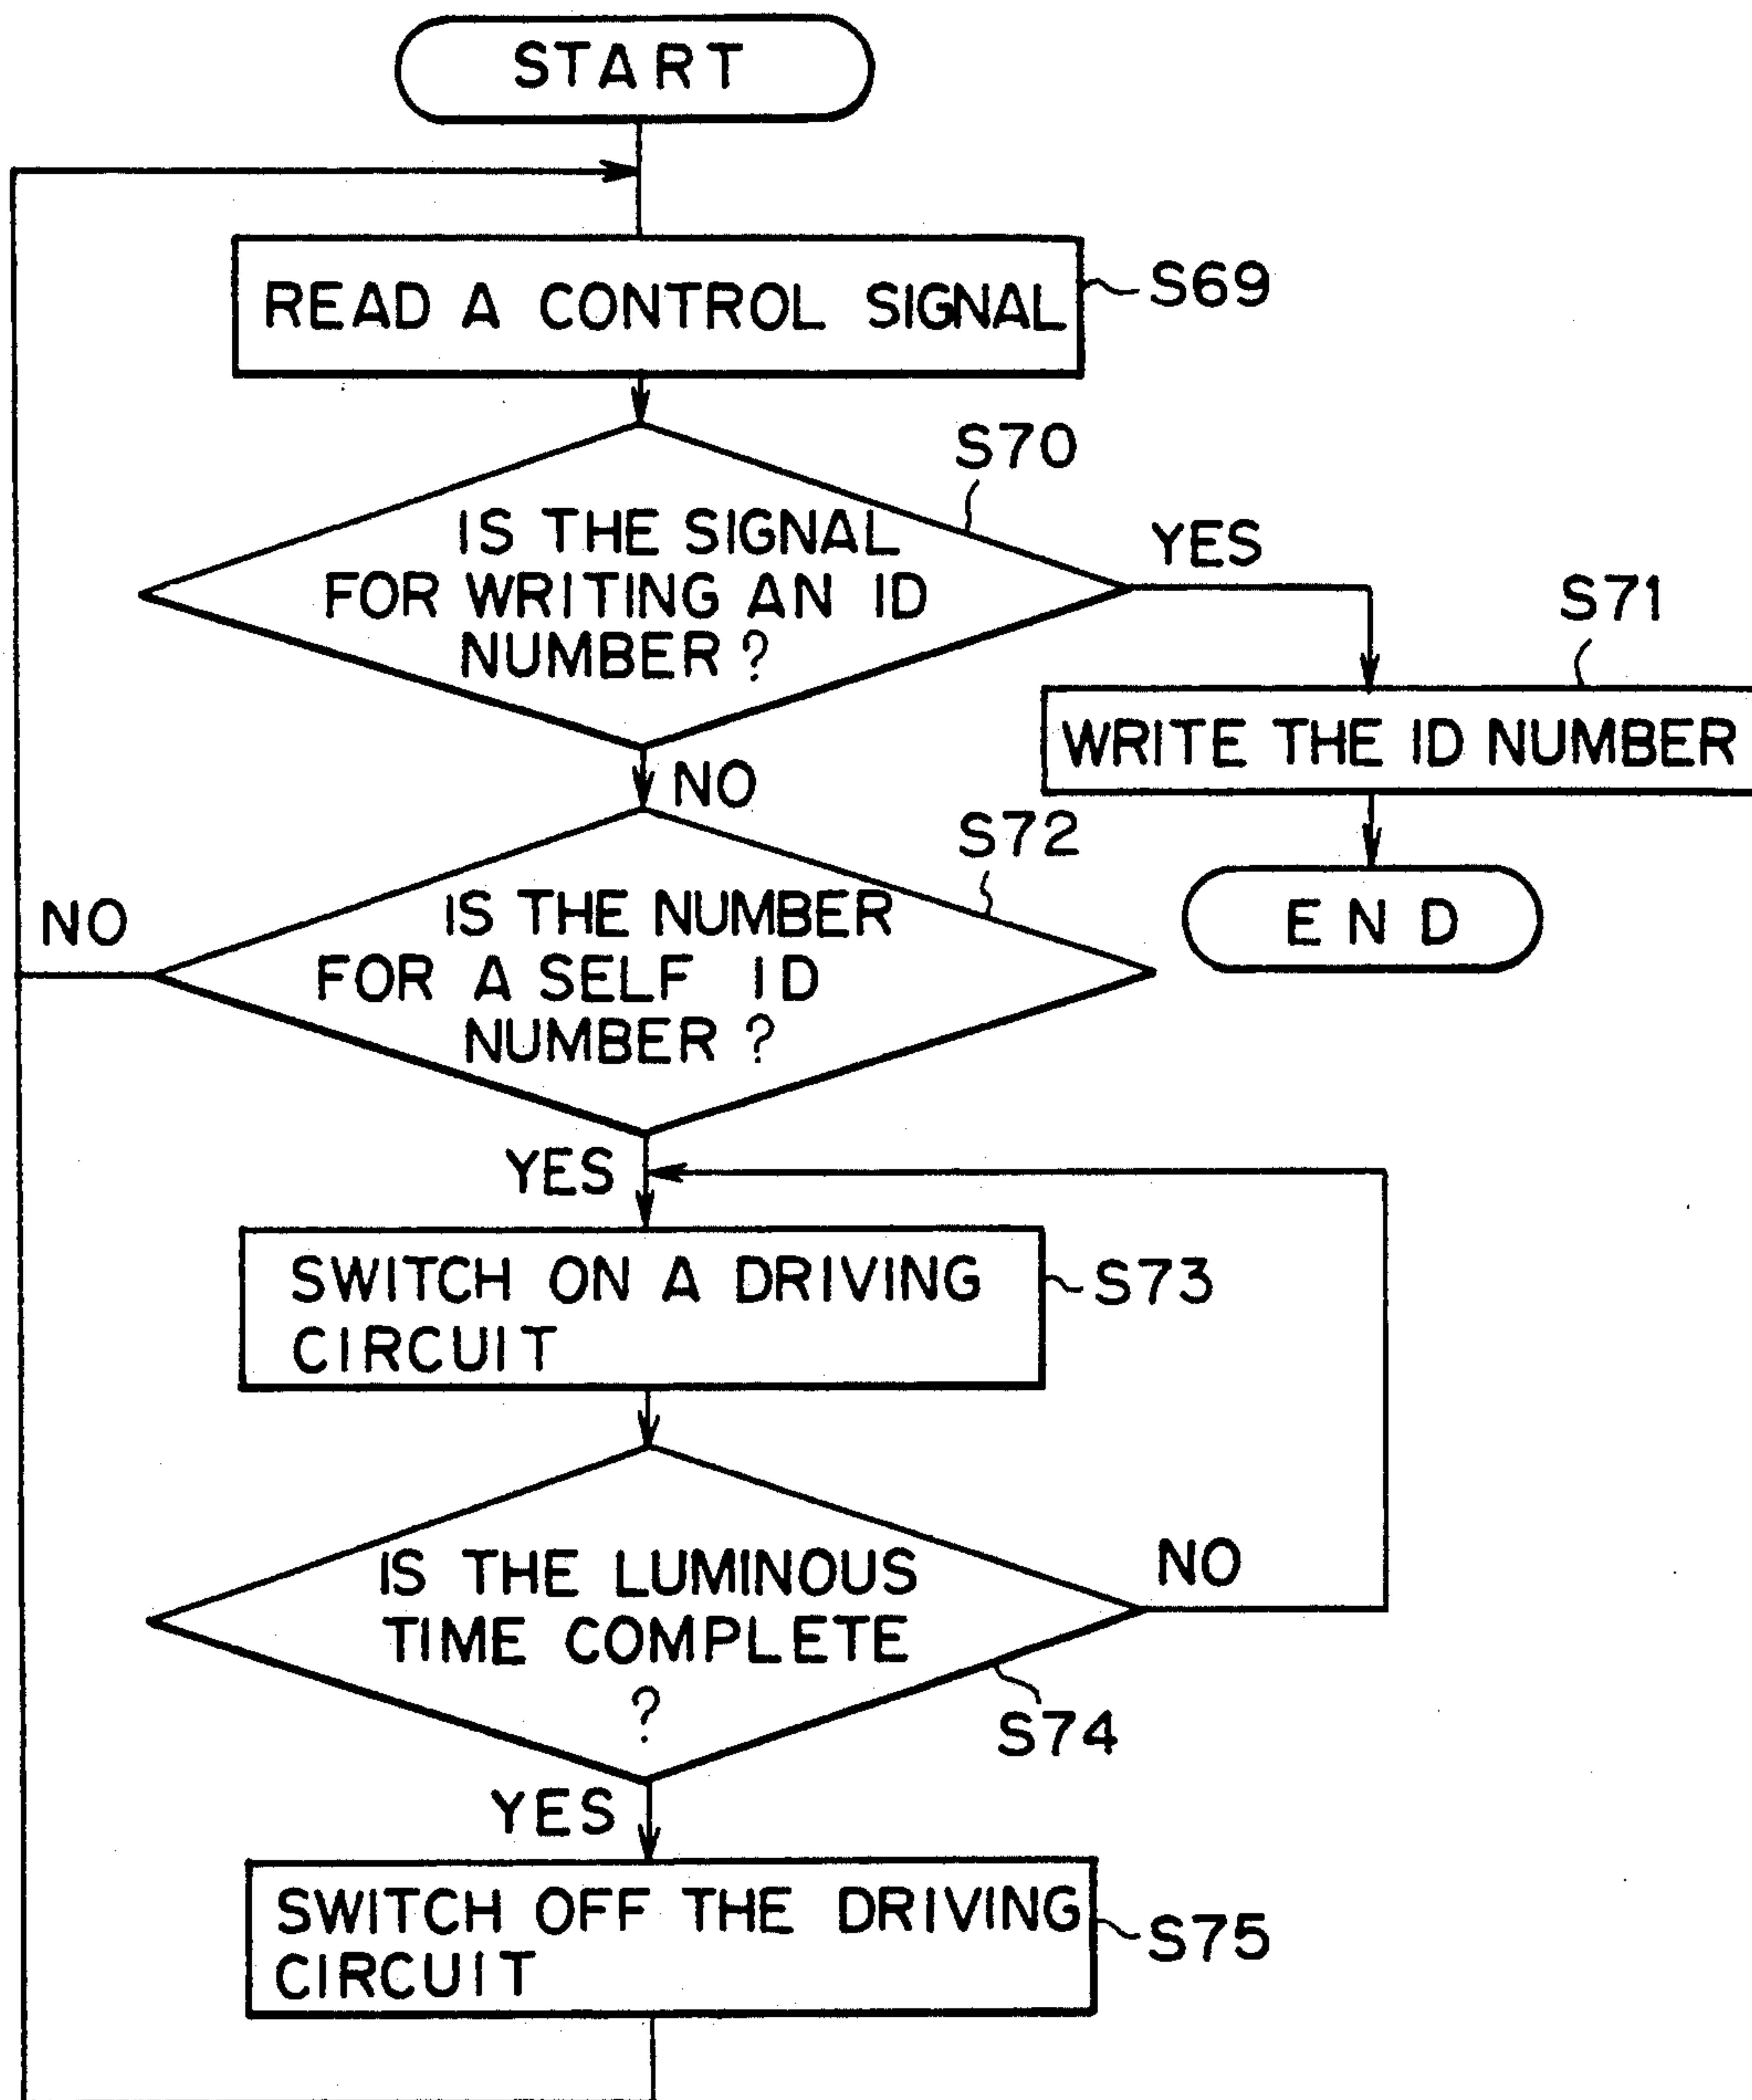 START
READ A CONTROL SIGNAL
S69
S70
IS THE SIGNAL
FOR WRITING AN ID
NUMBER ?
YES
S71
WRITE THE ID NUMBER
NO
END
S72
IS THE NUMBER
FOR A SELF ID
NUMBER ?
NO
YES
SWITCH ON A DRIVING
CIRCUIT
S73
IS THE LUMINOUS
TIME COMPLETE
?
NO
S74
YES
SWITCH OFF THE DRIVING
CIRCUIT
S75